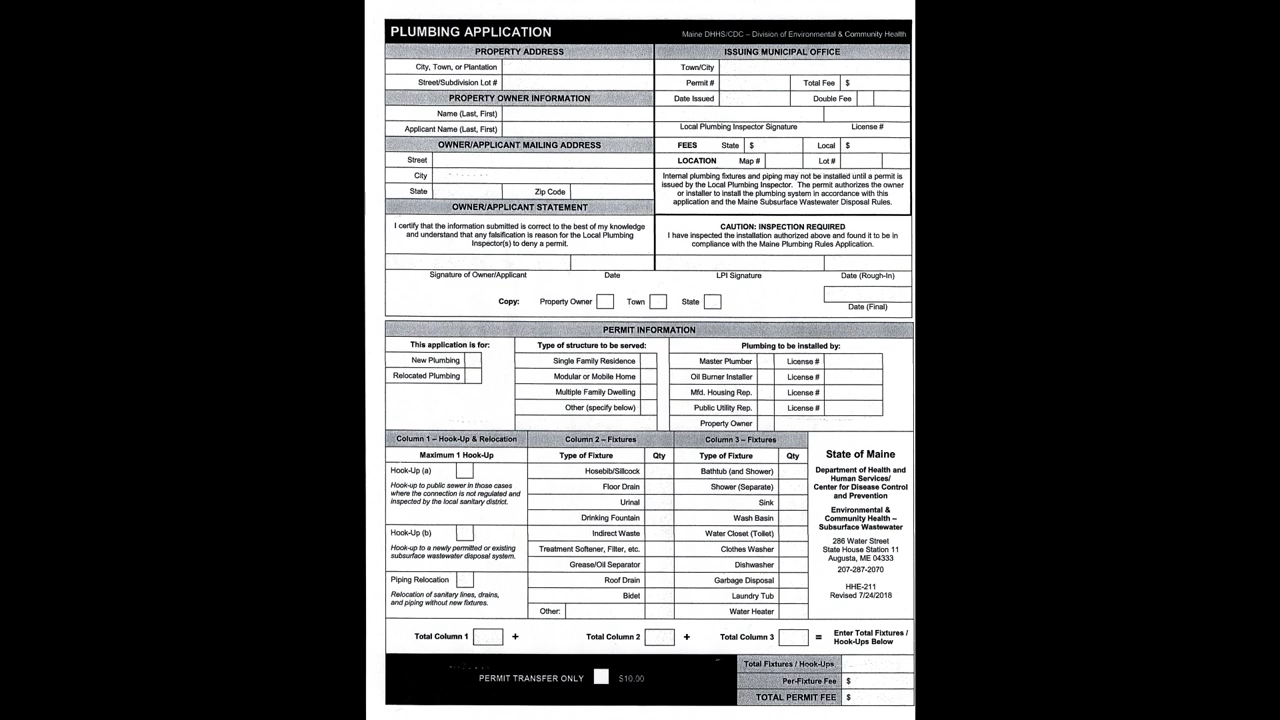 PLUMBING APPLICATION
Maine DHHS/CDC – Division of Environmental & Community Health
PROPERTY ADDRESS
City, Town, or Plantation
Street/Subdivision Lot #
PROPERTY OWNER INFORMATION
Name (Last, First)
Applicant Name (Last, First)
OWNER/APPLICANT MAILING ADDRESS
Street
City
State Zip Code
OWNER/APPLICANT STATEMENT
I certify that the information submitted is correct to the best of my knowledge
and understand that any falsification is reason for the Local Plumbing
Inspector(s) to deny a permit.
Signature of Owner/Applicant Date
ISSUING MUNICIPAL OFFICE
Town/City
Permit # Total Fee $
Date Issued Double Fee
Local Plumbing Inspector Signature License #
FEES State $ Local $
LOCATION Map # Lot #
Internal plumbing fixtures and piping may not be installed until a permit is
issued by the Local Plumbing Inspector. The permit authorizes the owner
or installer to install the plumbing system in accordance with this
application and the Maine Subsurface Wastewater Disposal Rules.
CAUTION: INSPECTION REQUIRED
I have inspected the installation authorized above and found it to be in
compliance with the Maine Plumbing Rules Application.
LPI Signature Date (Rough-In)
Copy: Property Owner Town State
Date (Final)
PERMIT INFORMATION
This application is for:
New Plumbing
Relocated Plumbing
Type of structure to be served:
Single Family Residence
Modular or Mobile Home
Multiple Family Dwelling
Other (specify below)
Plumbing to be installed by:
Master Plumber License #
Oil Burner Installer License #
Mfd. Housing Rep. License #
Public Utility Rep. License #
Property Owner
Column 1 – Hook-Up & Relocation
Maximum 1 Hook-Up
Hook-Up (a)
Hook-up to public sewer in those cases
where the connection is not regulated and
inspected by the local sanitary district.
Hook-Up (b)
Hook-up to a newly permitted or existing
subsurface wastewater disposal system.
Piping Relocation
Relocation of sanitary lines, drains,
and piping without new fixtures.
Column 2 – Fixtures
Type of Fixture Qty
Hosebib/Sillcock
Floor Drain
Urinal
Drinking Fountain
Indirect Waste
Treatment Softener, Filter, etc.
Grease/Oil Separator
Roof Drain
Bidet
Other:
Column 3 – Fixtures
Type of Fixture Qty
Bathtub (and Shower)
Shower (Separate)
Sink
Wash Basin
Water Closet (Toilet)
Clothes Washer
Dishwasher
Garbage Disposal
Laundry Tub
Water Heater
State of Maine
Department of Health and
Human Services/
Center for Disease Control
and Prevention
Environmental &
Community Health –
Subsurface Wastewater
286 Water Street
State House Station 11
Augusta, ME 04333
207-287-2070
HHE-211
Revised 7/24/2018
Total Column 1 + Total Column 2 + Total Column 3 = Enter Total Fixtures /
Hook-Ups Below
PERMIT TRANSFER ONLY $10.00
Total Fixtures / Hook-Ups
Per-Fixture Fee $
TOTAL PERMIT FEE $